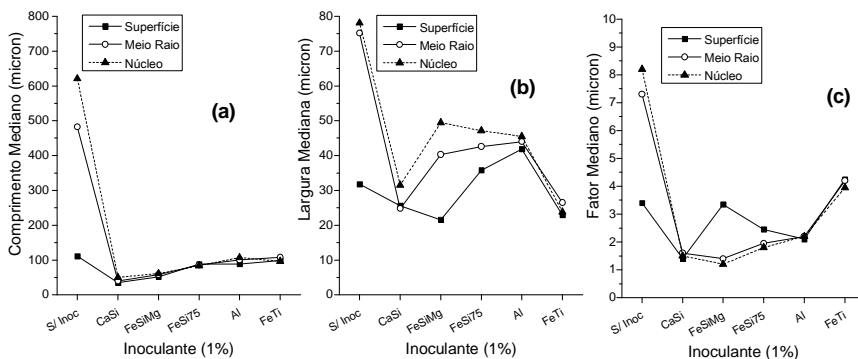 Comprimento Mediano (micron)
800
700
600
500
400
300
200
100
0
Superfície
Meio Raio
Núcleo
(a)
S/ Inoc
CaSi
FeSiMg
FeSi75
Al
FeTi
Inoculante (1%)
Largura Mediana (micron)
80
70
60
50
40
30
20
10
0
Superfície
Meio Raio
Núcleo
(b)
S/ Inoc
CaSi
FeSiMg
FeSi75
Al
FeTi
Inoculante (1%)
Fator Mediano (micron)
10
9
8
7
6
5
4
3
2
1
0
Superfície
Meio Raio
Núcleo
(c)
S/ Inoc
CaSi
FeSiMg
FeSi75
Al
FeTi
Inoculante (1%)